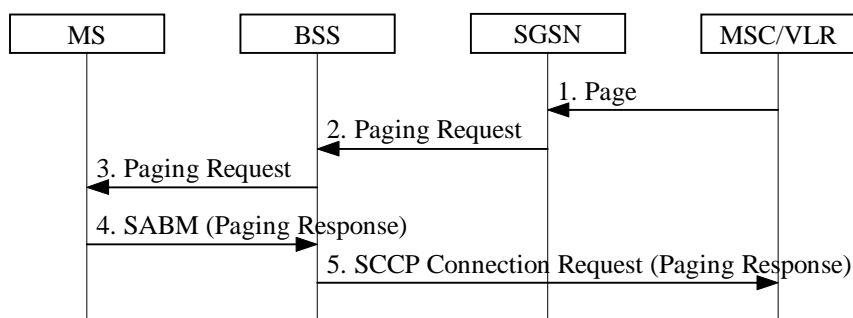 MS BSS SGSN MSC/VLR
1. Page
2. Paging Request
3. Paging Request
4. SABM (Paging Response)
5. SCCP Connection Request (Paging Response)